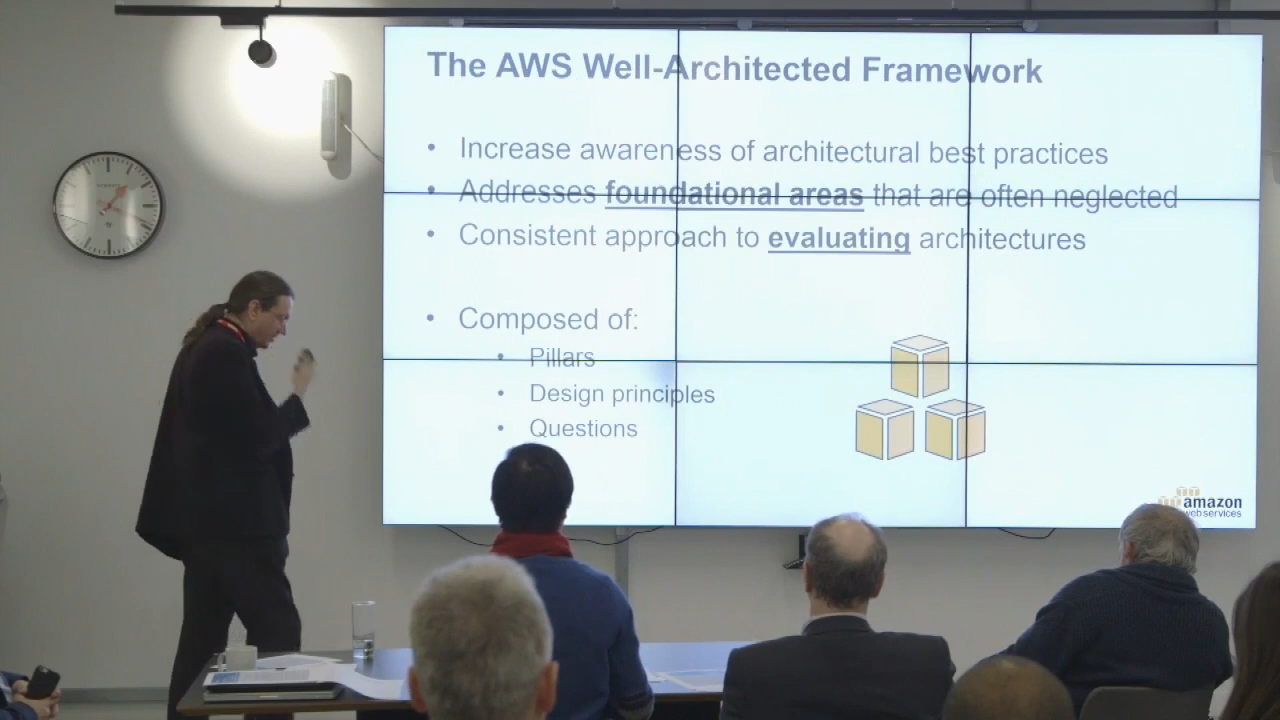 The AWS Well-Architected Framework
• Increase awareness of architectural best practices
• Addresses foundational areas that are often neglected
• Consistent approach to evaluating architectures
• Composed of:
• Pillars
• Design principles
• Questions
amazon
web services